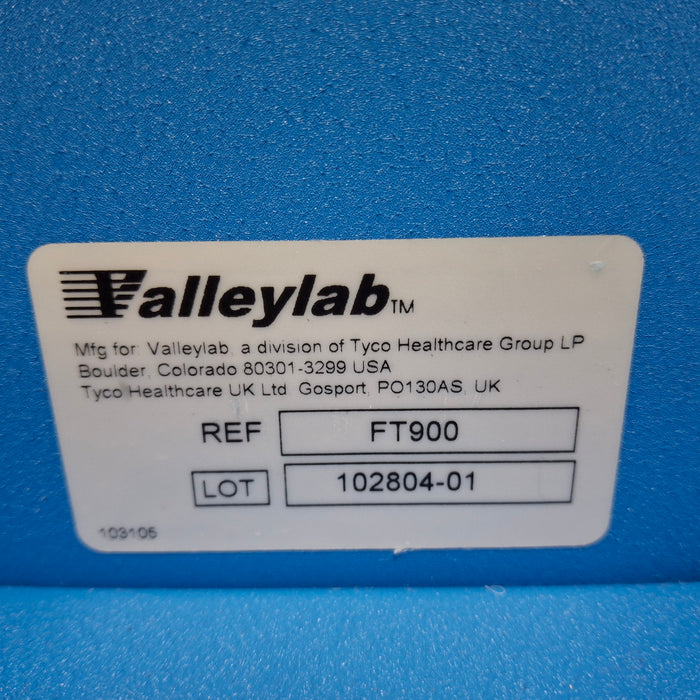 Valleylab™
Mfg for: Valleylab, a division of Tyco Healthcare Group LP
Boulder, Colorado 80301-3299 USA
Tyco Healthcare UK Ltd. Gosport, PO130AS, UK
REF FT900
LOT 102804-01
103105